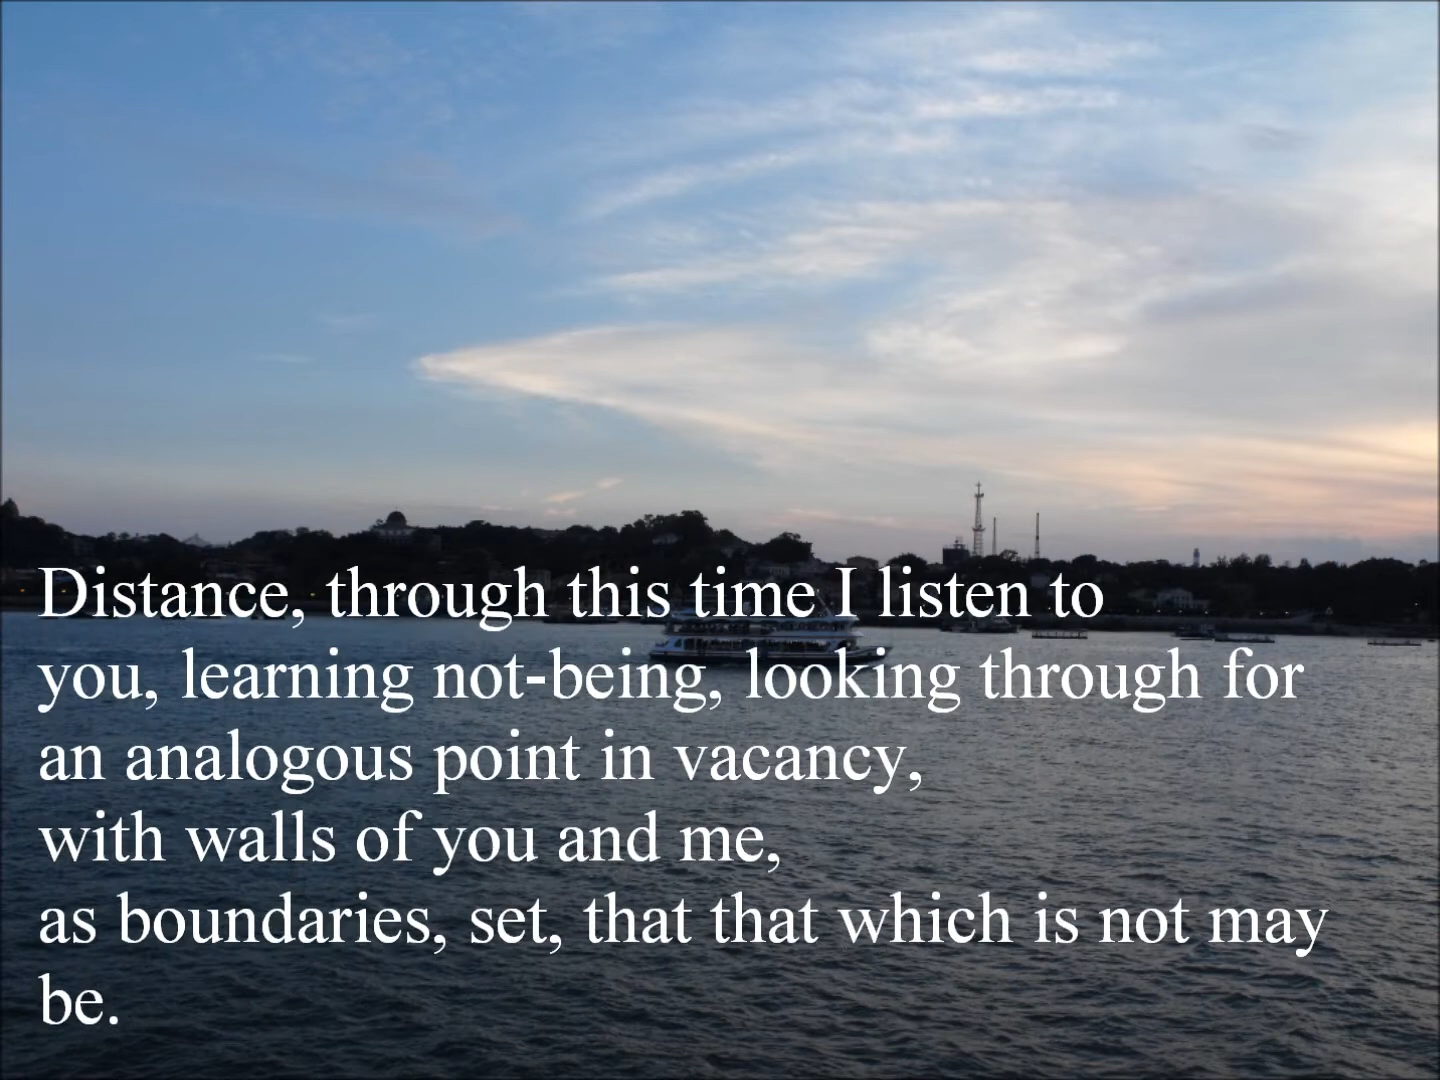 Distance, through this time I listen to
you, learning not-being, looking through for
an analogous point in vacancy,
with walls of you and me,
as boundaries, set, that that which is not may
be.